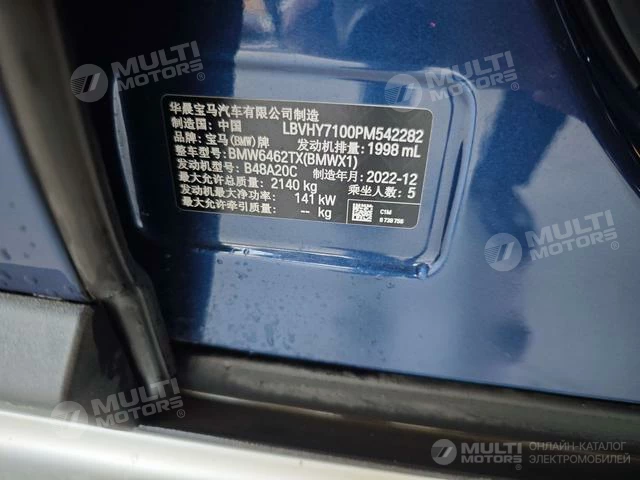 MULTI
MOTORS®
MULTI
MOTORS®
华晨宝马汽车有限公司制造
制造国：中国 LBVHY7100PM542282
品牌：宝马(BMW)牌 发动机排量：1998 mL
整车型号：BMW6462TX(BMWX1)
发动机型号：B48A20C 制造年月：2022-12
最大允许总质量：2140 kg 乘坐人数：5
发动机最大净功率：141 kW
最大允许牵引质量：-- kg
C1M
MULTI
MOTORS®
MULTI
MOTORS®
MULTI
MOTORS®
ОНЛАЙН-КАТАЛОГ
ЭЛЕКТРОМОБИЛЕЙ